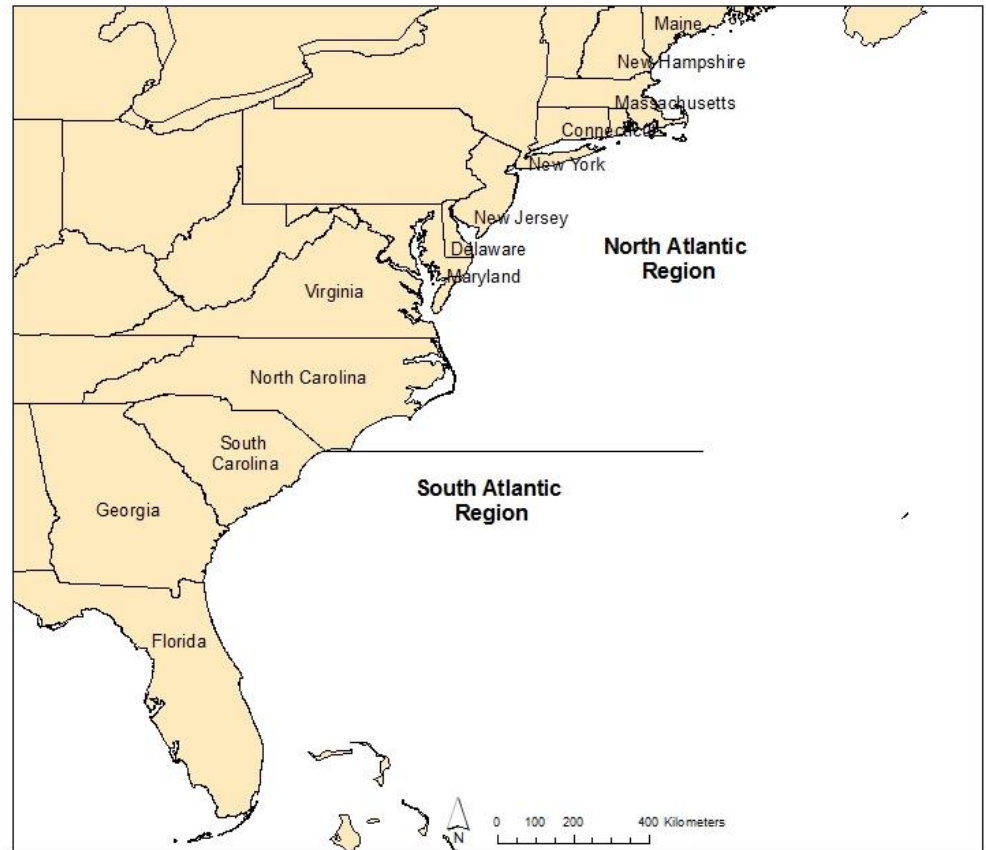 Maine
New Hampshire
Massachusetts
Connecticut
New York
New Jersey
Delaware
Maryland
North Atlantic
Region
Virginia
North Carolina
South
Carolina
South Atlantic
Region
Georgia
Florida
N
0 100 200 400 Kilometers